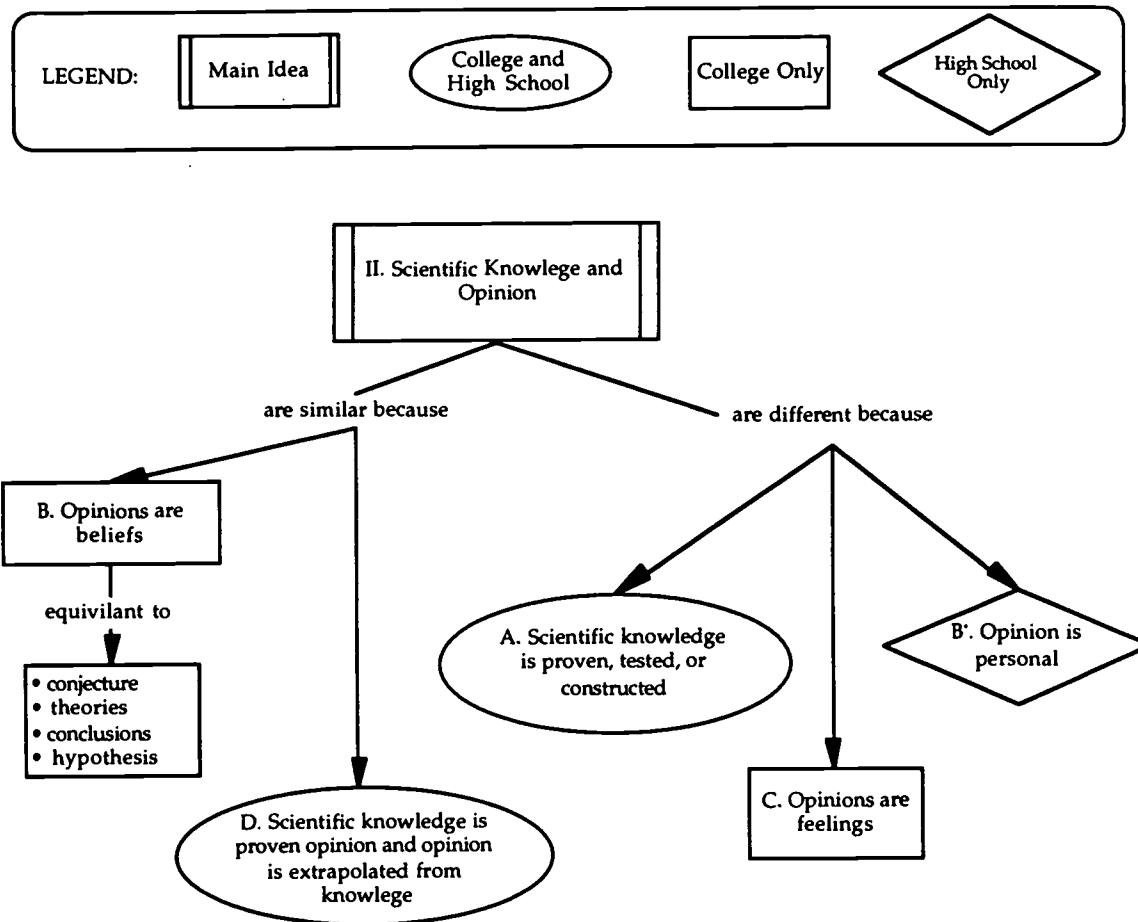 LEGEND:
Main Idea
College and
High School
College Only
High School
Only
II. Scientific Knowlege and
Opinion
are similar because
are different because
B. Opinions are
beliefs
equivilant to
• conjecture
• theories
• conclusions
• hypothesis
A. Scientific knowledge
is proven, tested, or
constructed
B'. Opinion is
personal
C. Opinions are
feelings
D. Scientific knowledge is
proven opinion and opinion
is extrapolated from
knowlege